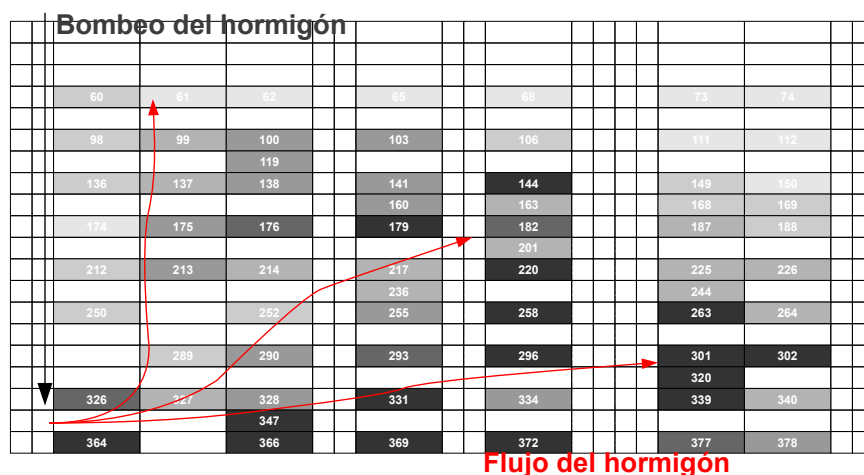 Bombeo del hormigón
60 61 62 65 68 73 74
98 99 100 103 106 111 112
119
136 137 138 141 144 149 150
160 163 168 169
174 175 176 179 182 187 188
201
212 213 214 217 220 225 226
236 244
250 252 255 258 263 264
289 290 293 296 301 302
320
326 327 328 331 334 339 340
347
364 366 369 372 377 378
Flujo del hormigón